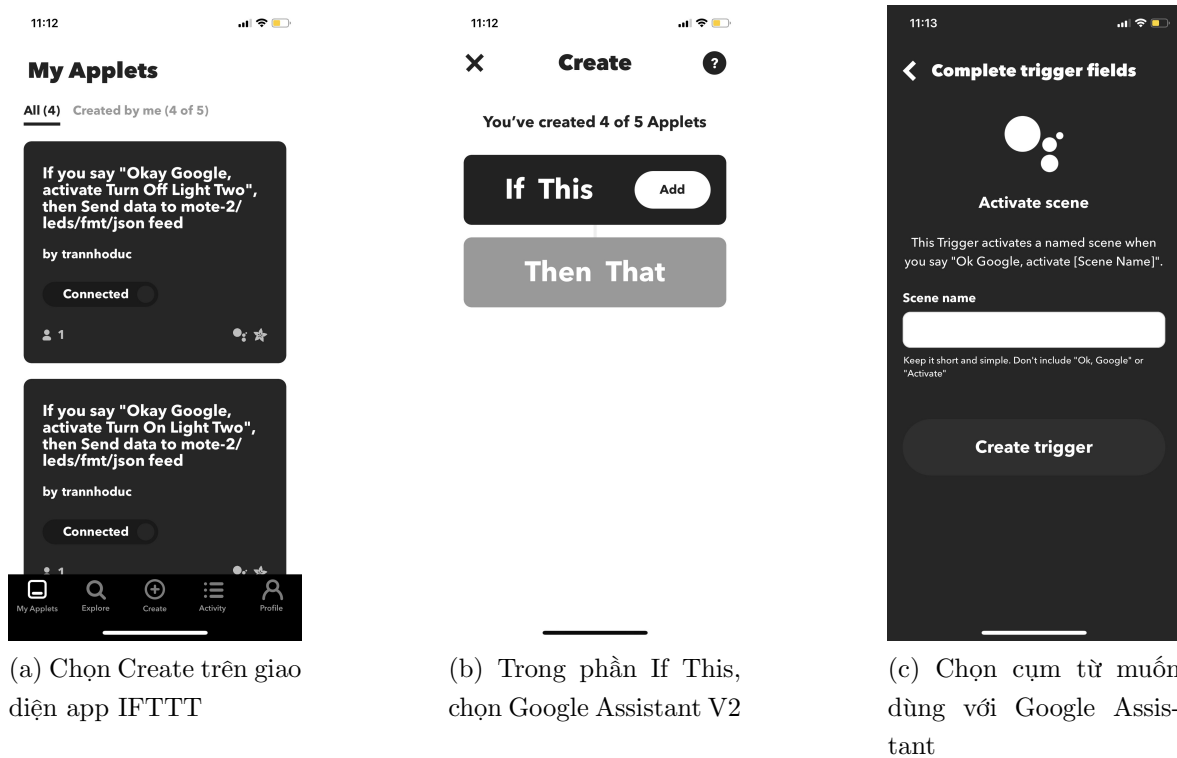 11:12
My Applets
All (4) Created by me (4 of 5)
If you say "Okay Google,
activate Turn Off Light Two",
then Send data to mote-2/
leds/fmt/json feed
by trannhoduc
Connected
1
If you say "Okay Google,
activate Turn On Light Two",
then Send data to mote-2/
leds/fmt/json feed
by trannhoduc
Connected
1
My Applets Explore Create Activity Profile
(a) Chọn Create trên giao
diện app IFTTT
11:12
Create ?
You've created 4 of 5 Applets
If This Add
Then That
(b) Trong phần If This,
chọn Google Assistant V2
11:13
Complete trigger fields
Activate scene
This Trigger activates a named scene when
you say "Ok Google, activate [Scene Name]".
Scene name
Keep it short and simple. Don't include "Ok, Google" or
"Activate"
Create trigger
(c) Chọn cụm từ muốn
dùng với Google Assis-
tant